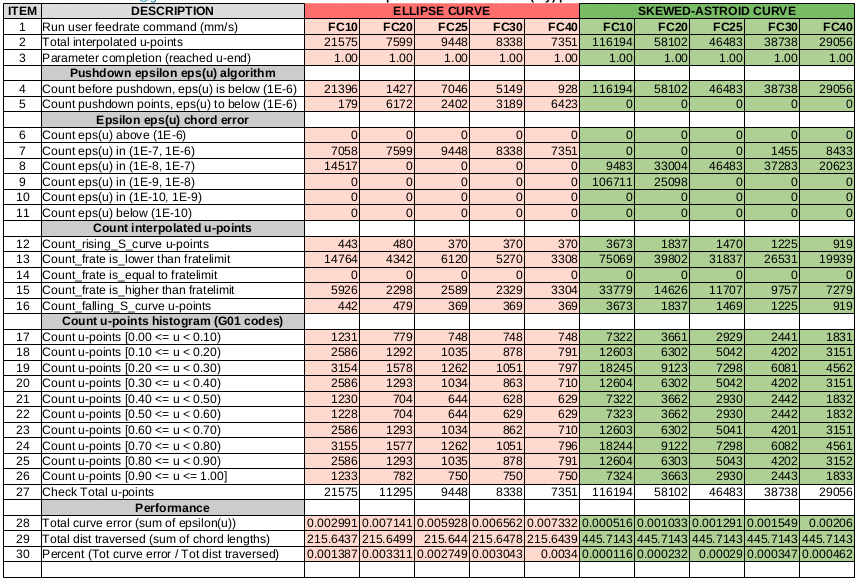 ITEM DESCRIPTION ELLIPSE CURVE SKEWED-ASTROID CURVE
1 Run user feedrate command (mm/s) FC10 FC20 FC25 FC30 FC40 FC10 FC20 FC25 FC30 FC40
2 Total interpolated u-points 21575 7599 9448 8338 7351 116194 58102 46483 38738 29056
3 Parameter completion (reached u-end) 1.00 1.00 1.00 1.00 1.00 1.00 1.00 1.00 1.00 1.00
Pushdown epsilon eps(u) algorithm
4 Count before pushdown, eps(u) is below (1E-6) 21396 1427 7046 5149 928 116194 58102 46483 38738 29056
5 Count pushdown points, eps(u) to below (1E-6) 179 6172 2402 3189 6423 0 0 0 0 0
Epsilon eps(u) chord error
6 Count eps(u) above (1E-6) 0 0 0 0 0 0 0 0 0 0
7 Count eps(u) in (1E-7, 1E-6) 7058 7599 9448 8338 7351 0 0 0 1455 8433
8 Count eps(u) in (1E-8, 1E-7) 14517 0 0 0 0 9483 33004 46483 37283 20623
9 Count eps(u) in (1E-9, 1E-8) 0 0 0 0 0 106711 25098 0 0 0
10 Count eps(u) in (1E-10, 1E-9) 0 0 0 0 0 0 0 0 0 0
11 Count eps(u) below (1E-10) 0 0 0 0 0 0 0 0 0 0
Count interpolated u-points
12 Count_rising_S_curve u-points 443 480 370 370 370 3673 1837 1470 1225 919
13 Count_frate is_lower than fratelimit 14764 4342 6120 5270 3308 75069 39802 31837 26531 19939
14 Count_frate is_equal to fratelimit 0 0 0 0 0 0 0 0 0 0
15 Count_frate is_higher than fratelimit 5926 2298 2589 2329 3304 33779 14626 11707 9757 7279
16 Count_falling_S_curve u-points 442 479 369 369 369 3673 1837 1469 1225 919
Count u-points histogram (G01 codes)
17 Count u-points [0.00 <= u < 0.10) 1231 779 748 748 748 7322 3661 2929 2441 1831
18 Count u-points [0.10 <= u < 0.20) 2586 1292 1035 878 791 12603 6302 5042 4202 3151
19 Count u-points [0.20 <= u < 0.30) 3154 1578 1262 1051 797 18245 9123 7298 6081 4562
20 Count u-points [0.30 <= u < 0.40) 2586 1293 1034 863 710 12604 6302 5042 4202 3151
21 Count u-points [0.40 <= u < 0.50) 1230 704 644 628 629 7322 3662 2930 2442 1832
22 Count u-points [0.50 <= u < 0.60) 1228 704 644 629 629 7323 3662 2930 2442 1832
23 Count u-points [0.60 <= u < 0.70) 2586 1293 1034 862 710 12603 6302 5041 4201 3151
24 Count u-points [0.70 <= u < 0.80) 3155 1577 1262 1051 796 18244 9122 7298 6082 4561
25 Count u-points [0.80 <= u < 0.90) 2586 1293 1035 878 791 12604 6303 5043 4202 3152
26 Count u-points [0.90 <= u <= 1.00] 1233 782 750 750 750 7324 3663 2930 2443 1833
27 Check Total u-points 21575 11295 9448 8338 7351 116194 58102 46483 38738 29056
Performance
28 Total curve error (sum of epsilon(u)) 0.002991 0.007141 0.005928 0.006562 0.007332 0.000516 0.001033 0.001291 0.001549 0.00206
29 Total dist traversed (sum of chord lengths) 215.6437 215.6499 215.644 215.6478 215.6439 445.7143 445.7143 445.7143 445.7143 445.7143
30 Percent (Tot curve error / Tot dist traversed) 0.001387 0.003311 0.002749 0.003043 0.0034 0.000116 0.000232 0.00029 0.000347 0.000462